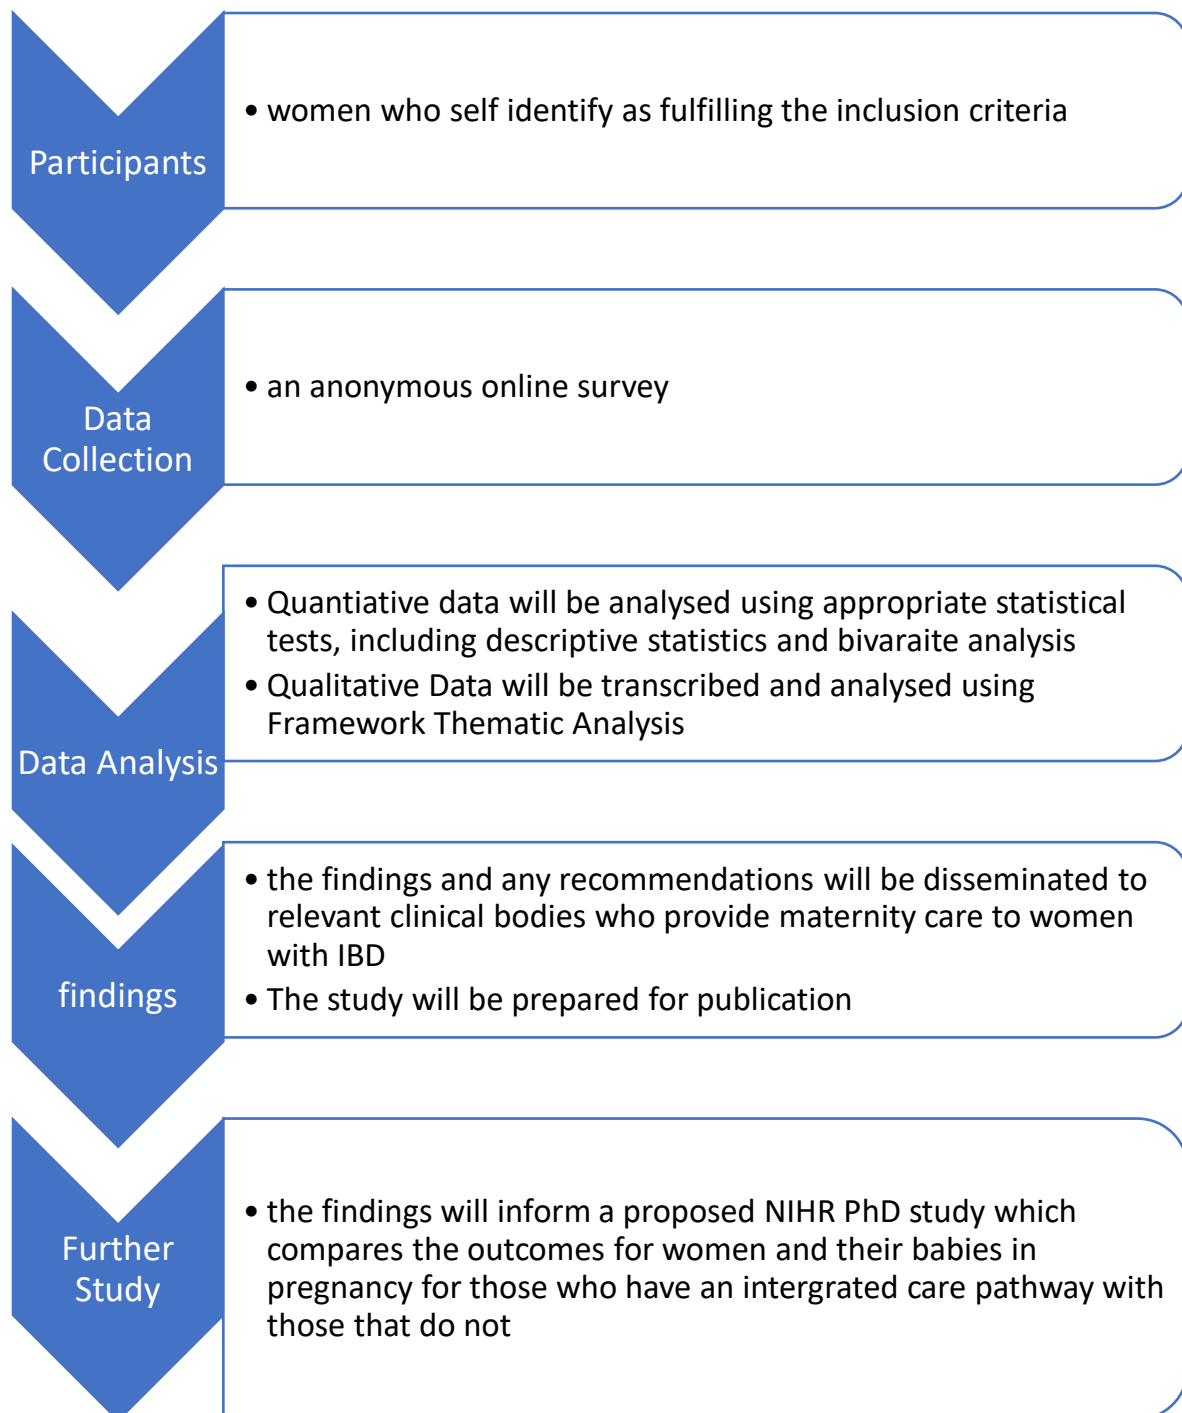 Participants
• women who self identify as fulfilling the inclusion criteria
Data
Collection
• an anonymous online survey
Data Analysis
• Quantiative data will be analysed using appropriate statistical
tests, including descriptive statistics and bivaraite analysis
• Qualitative Data will be transcribed and analysed using
Framework Thematic Analysis
findings
• the findings and any recommendations will be disseminated to
relevant clinical bodies who provide maternity care to women
with IBD
• The study will be prepared for publication
Further
Study
• the findings will inform a proposed NIHR PhD study which
compares the outcomes for women and their babies in
pregnancy for those who have an intergrated care pathway with
those that do not